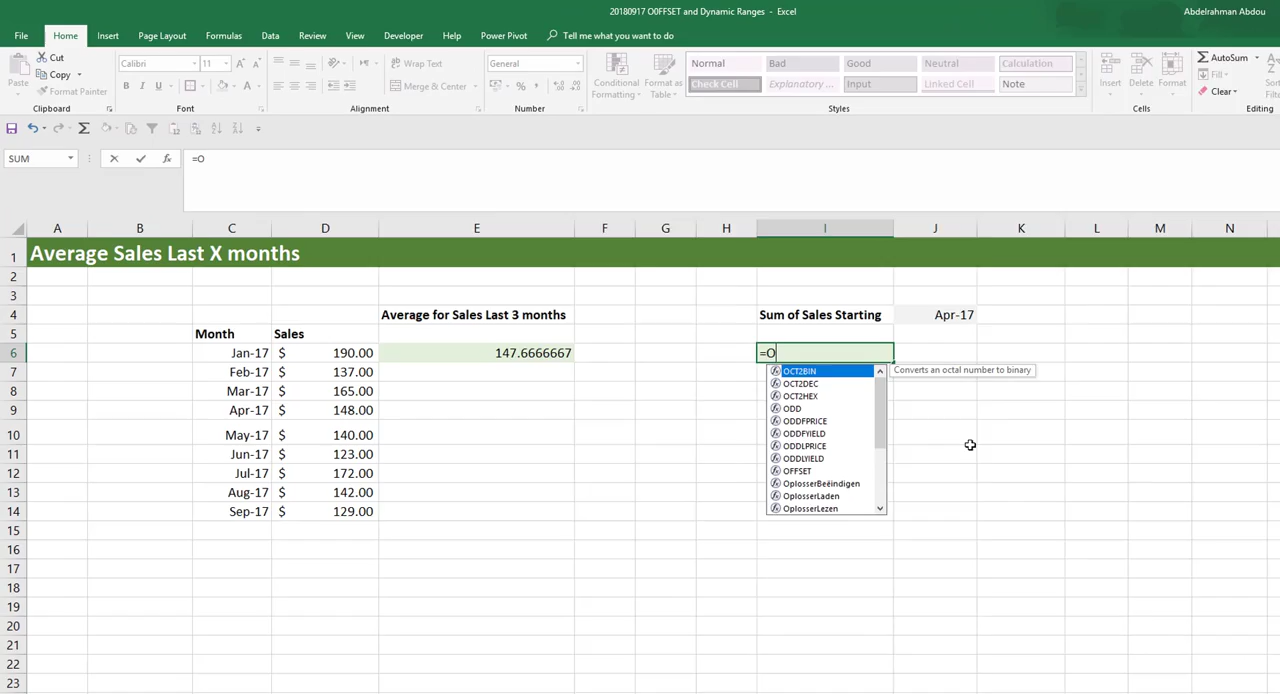 20180917 O0FFSET and Dynamic Ranges - Excel
Abdelrahman Abdou
File Home Insert Page Layout Formulas Data Review View Developer Help Power Pivot Tell me what you want to do
Paste
Cut
Copy
Format Painter
Clipboard
Calibri 11
B I U
Font
Wrap Text
Merge & Center
Alignment
General
Number
Conditional Formatting
Format as Table
Normal Bad Good Neutral Calculation
Check Cell Explanatory ... Input Linked Cell Note
Styles
Insert Delete Format
Cells
AutoSum
Fill
Clear
Editing
SUM =O
A B C D E F G H I J K L M N
1 Average Sales Last X months
2
3
4 Average for Sales Last 3 months Sum of Sales Starting Apr-17
5 Month Sales
6 Jan-17 $ 190.00 147.6666667 =O
7 Feb-17 $ 137.00
8 Mar-17 $ 165.00
9 Apr-17 $ 148.00
10 May-17 $ 140.00
11 Jun-17 $ 123.00
12 Jul-17 $ 172.00
13 Aug-17 $ 142.00
14 Sep-17 $ 129.00
15
16
17
18
19
20
21
22
23
OCT2BIN Converts an octal number to binary
OCT2DEC
OCT2HEX
ODD
ODDFPRICE
ODDFYIELD
ODDLPRICE
ODDLYIELD
OFFSET
OplosserBeëindigen
OplosserLaden
OplosserLezen